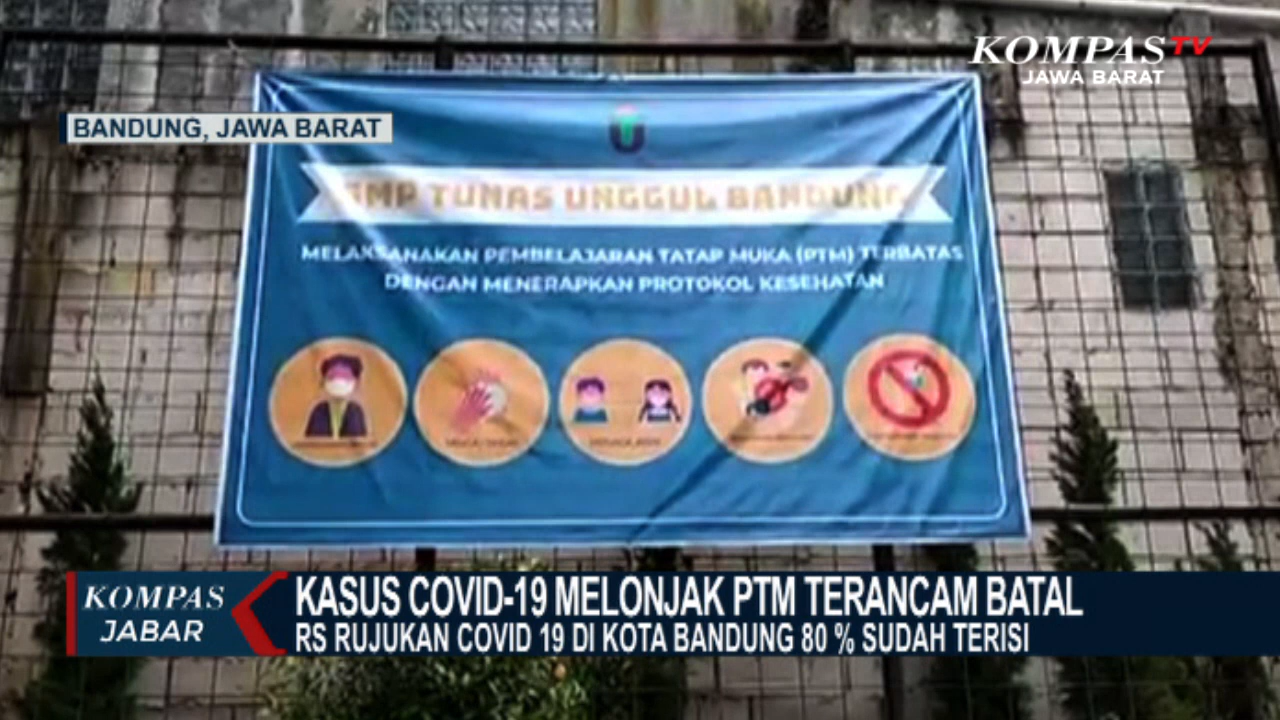 KOMPAS TV
JAWA BARAT
BANDUNG, JAWA BARAT
SMP TUNAS UNGGUL BANDUNG
MELAKSANAKAN PEMBELAJARAN TATAP MUKA (PTM) TERBATAS
DENGAN MENERAPKAN PROTOKOL KESEHATAN
KOMPAS
JABAR
KASUS COVID-19 MELONJAK PTM TERANCAM BATAL
RS RUJUKAN COVID 19 DI KOTA BANDUNG 80 % SUDAH TERISI